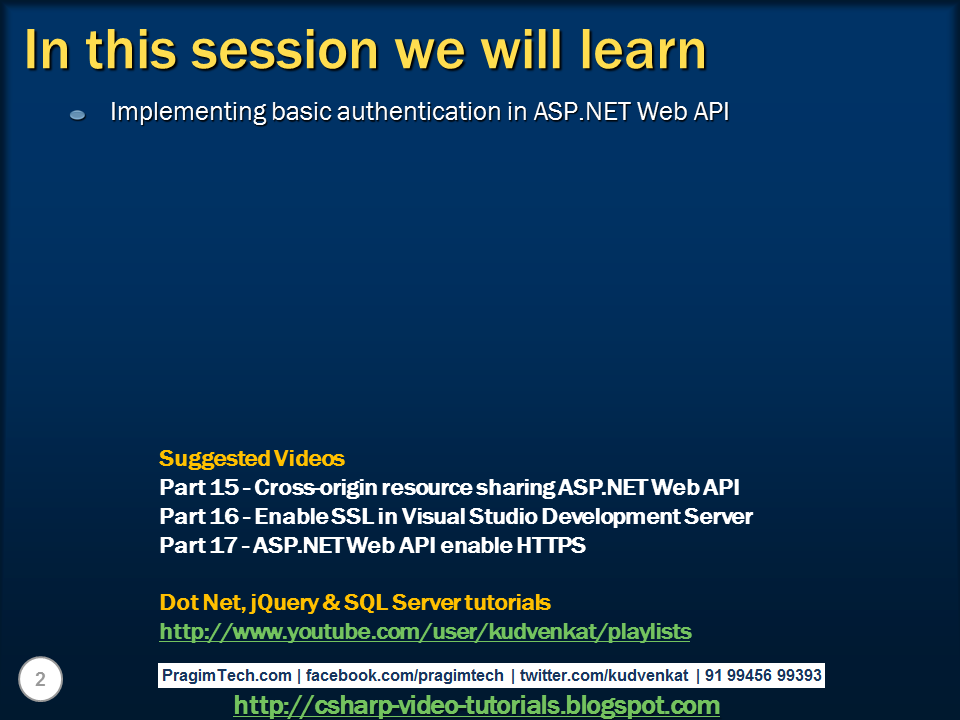 In this session we will learn
Implementing basic authentication in ASP.NET Web API
Suggested Videos
Part 15 - Cross-origin resource sharing ASP.NET Web API
Part 16 - Enable SSL in Visual Studio Development Server
Part 17 - ASP.NET Web API enable HTTPS
Dot Net, jQuery & SQL Server tutorials
http://www.youtube.com/user/kudvenkat/playlists
2
PragimTech.com | facebook.com/pragimtech | twitter.com/kudvenkat | 91 99456 99393
http://csharp-video-tutorials.blogspot.com